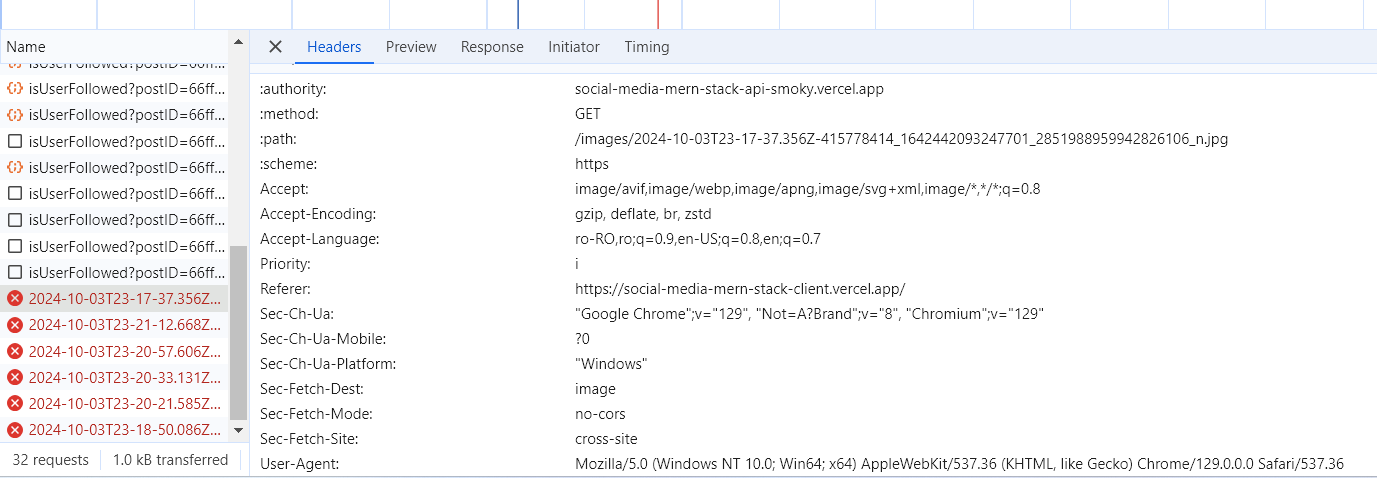 Name
Headers Preview Response Initiator Timing
isUserFollowed?postID=66ff...
isUserFollowed?postID=66ff...
isUserFollowed?postID=66ff...
isUserFollowed?postID=66ff...
isUserFollowed?postID=66ff...
isUserFollowed?postID=66ff...
isUserFollowed?postID=66ff...
isUserFollowed?postID=66ff...
isUserFollowed?postID=66ff...
2024-10-03T23-17-37.356Z...
2024-10-03T23-21-12.668Z...
2024-10-03T23-20-57.606Z...
2024-10-03T23-20-33.131Z...
2024-10-03T23-20-21.585Z...
2024-10-03T23-18-50.086Z...
32 requests 1.0 kB transferred
:authority: social-media-mern-stack-api-smoky.vercel.app
:method: GET
:path: /images/2024-10-03T23-17-37.356Z-415778414_1642442093247701_2851988959942826106_n.jpg
:scheme: https
Accept: image/avif,image/webp,image/apng,image/svg+xml,image/*,*/*;q=0.8
Accept-Encoding: gzip, deflate, br, zstd
Accept-Language: ro-RO,ro;q=0.9,en-US;q=0.8,en;q=0.7
Priority: i
Referer: https://social-media-mern-stack-client.vercel.app/
Sec-Ch-Ua: "Google Chrome";v="129", "Not=A?Brand";v="8", "Chromium";v="129"
Sec-Ch-Ua-Mobile: ?0
Sec-Ch-Ua-Platform: "Windows"
Sec-Fetch-Dest: image
Sec-Fetch-Mode: no-cors
Sec-Fetch-Site: cross-site
User-Agent: Mozilla/5.0 (Windows NT 10.0; Win64; x64) AppleWebKit/537.36 (KHTML, like Gecko) Chrome/129.0.0.0 Safari/537.36